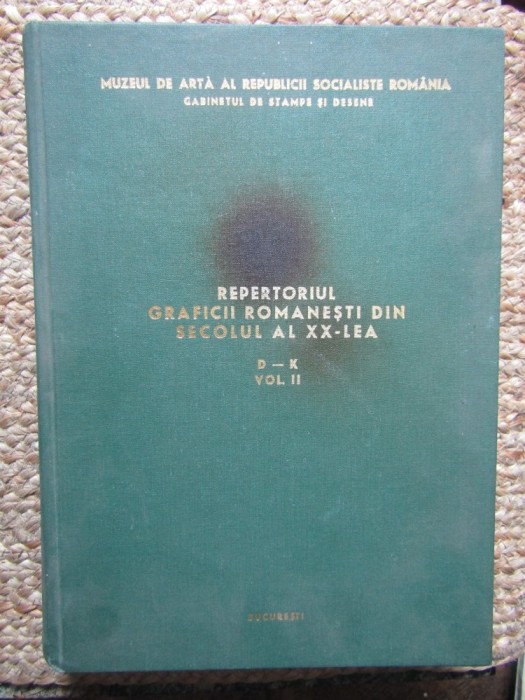 MUZEUL DE ARTĂ AL REPUBLICII SOCIALISTE ROMÂNIA
GABINETUL DE STAMPE ȘI DESENE
REPERTORIUL
GRAFICII ROMANEȘTI DIN
SECOLUL AL XX-LEA
D — K
VOL. II
BUCUREȘTI